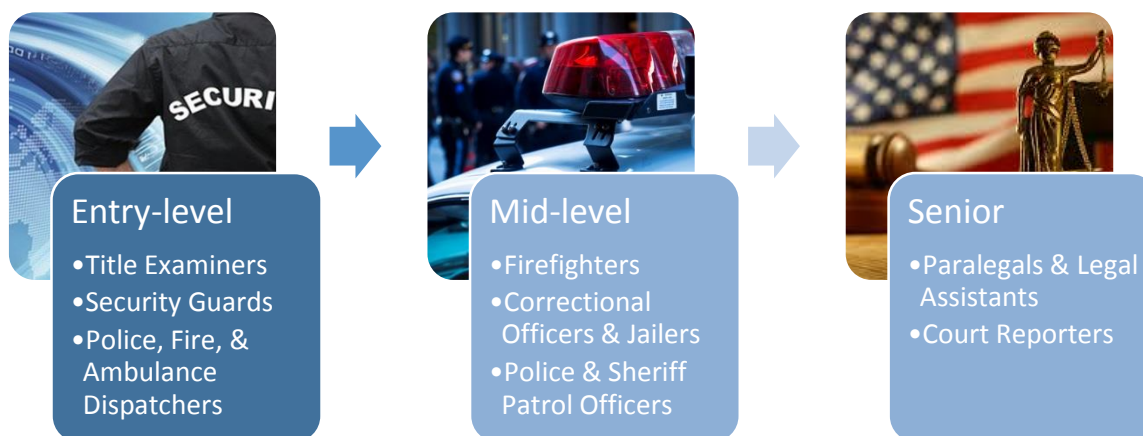 SECURI
Entry-level
•Title Examiners
•Security Guards
•Police, Fire, &
Ambulance
Dispatchers
Mid-level
•Firefighters
•Correctional
Officers & Jailers
•Police & Sheriff
Patrol Officers
Senior
•Paralegals & Legal
Assistants
•Court Reporters